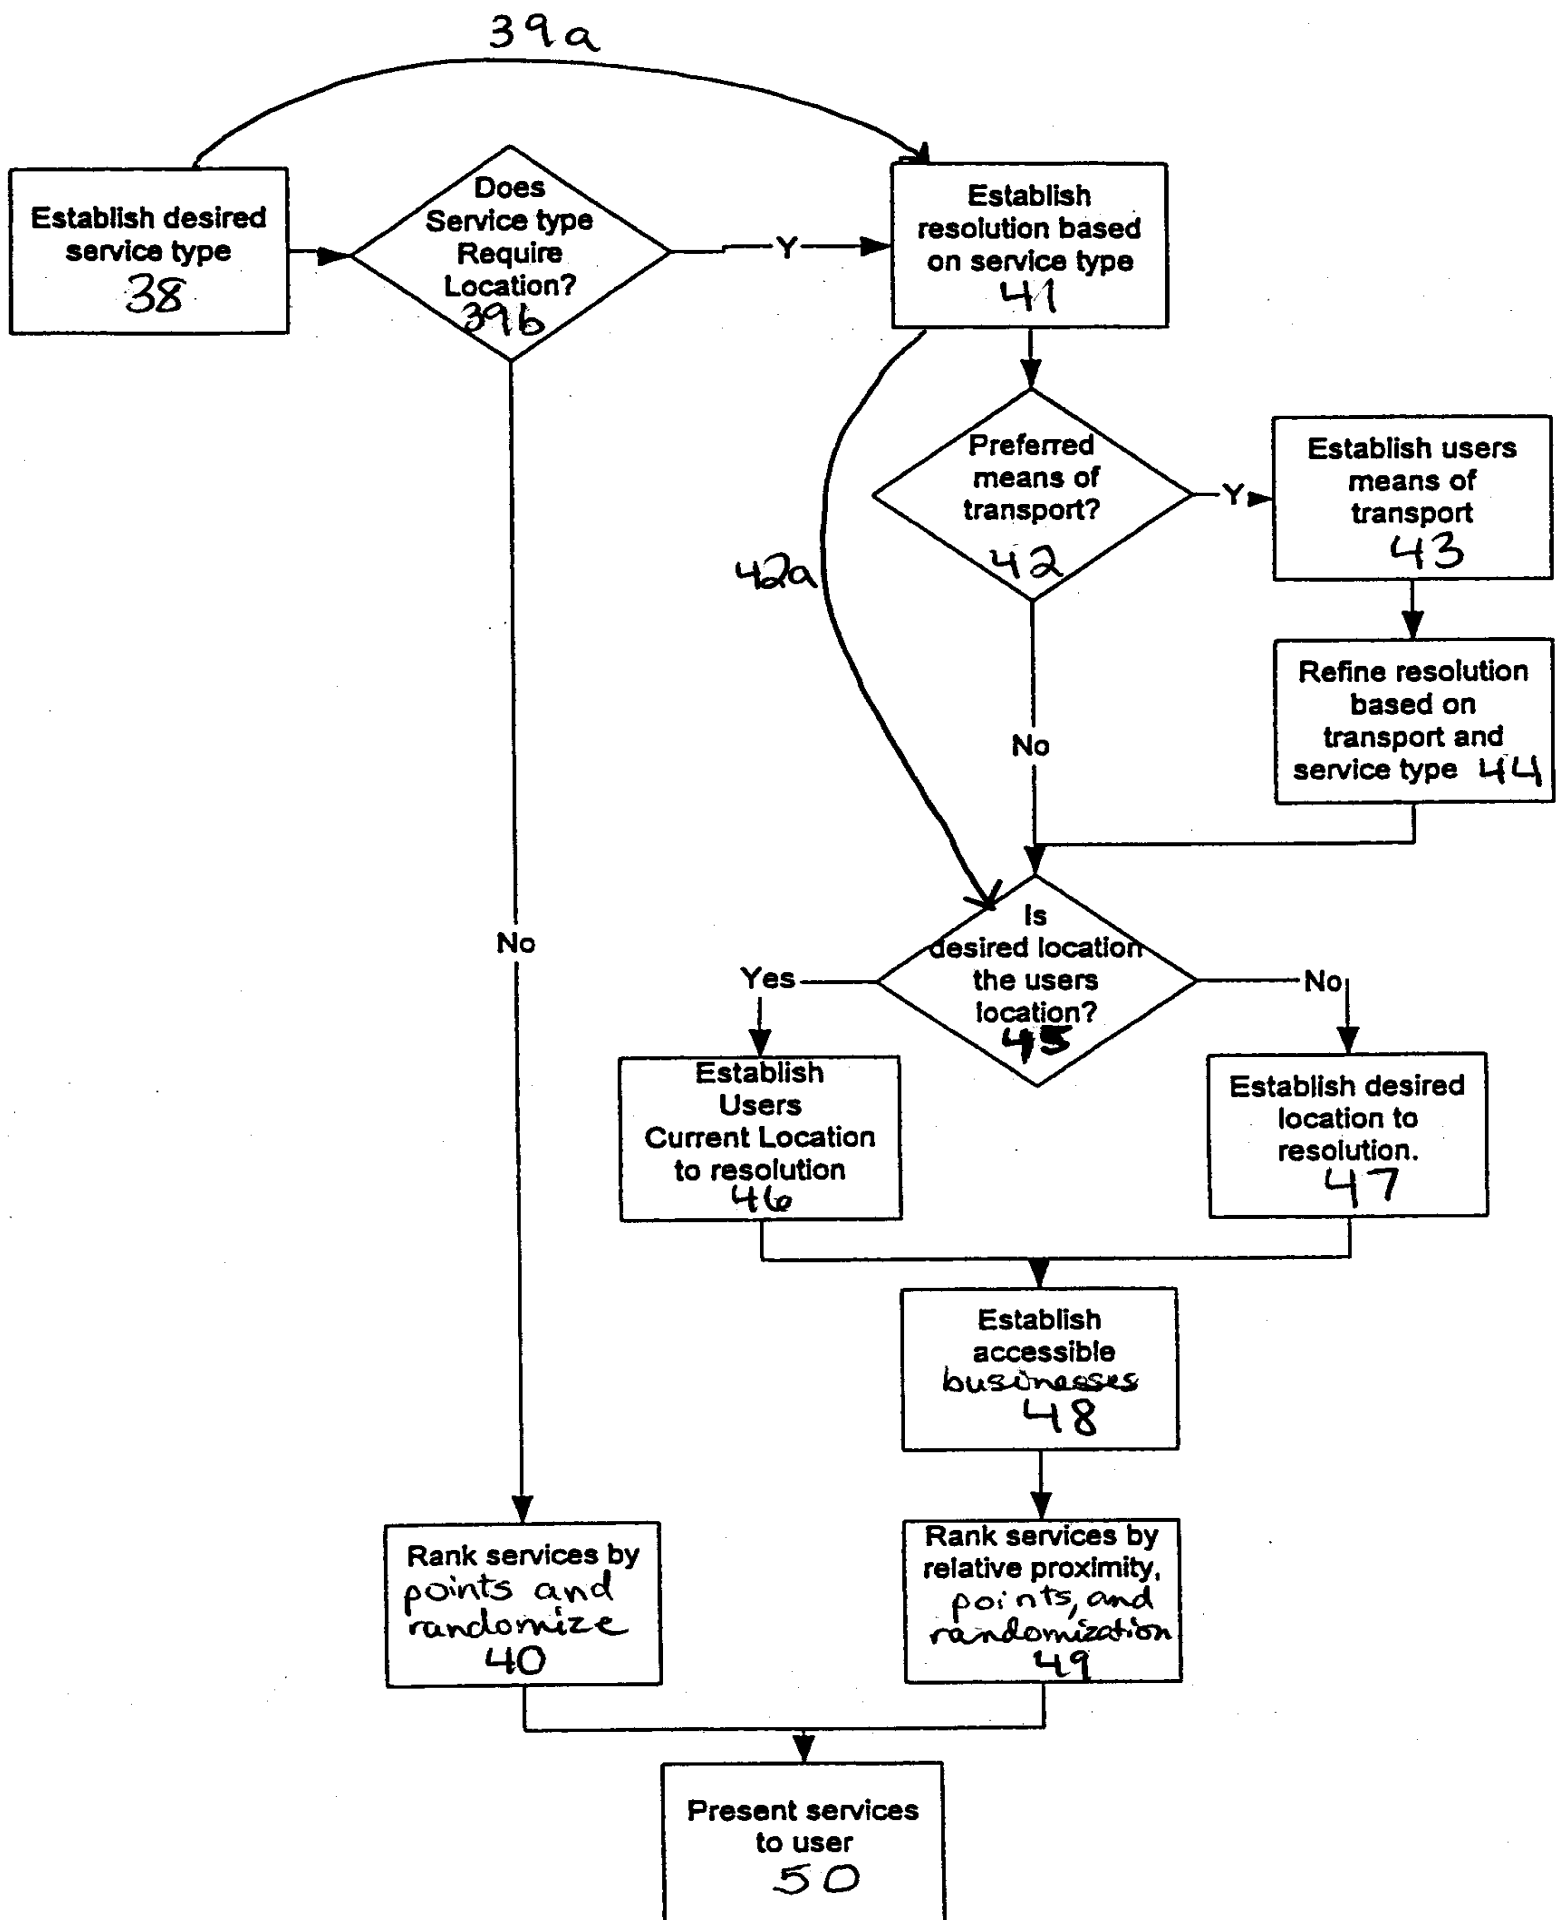 39a
Establish desired
service type
38
Does
Service type
Require
Location?
39b
Y
Establish
resolution based
on service type
41
Preferred
means of
transport?
42
Y
Establish users
means of
transport
43
42a
Refine resolution
based on
transport and
service type 44
No
No
Is
desired location
the users
location?
45
Yes
No
Establish
Users
Current Location
to resolution
46
Establish desired
location to
resolution.
47
Establish
accessible
businesses
48
Rank services by
points and
randomize
40
Rank services by
relative proximity,
points, and
randomization
49
Present services
to user
50